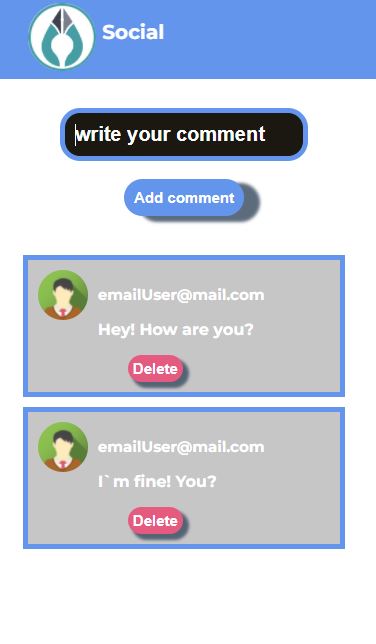 Social
write your comment
Add comment
emailUser@mail.com
Hey! How are you?
Delete
emailUser@mail.com
I`m fine! You?
Delete